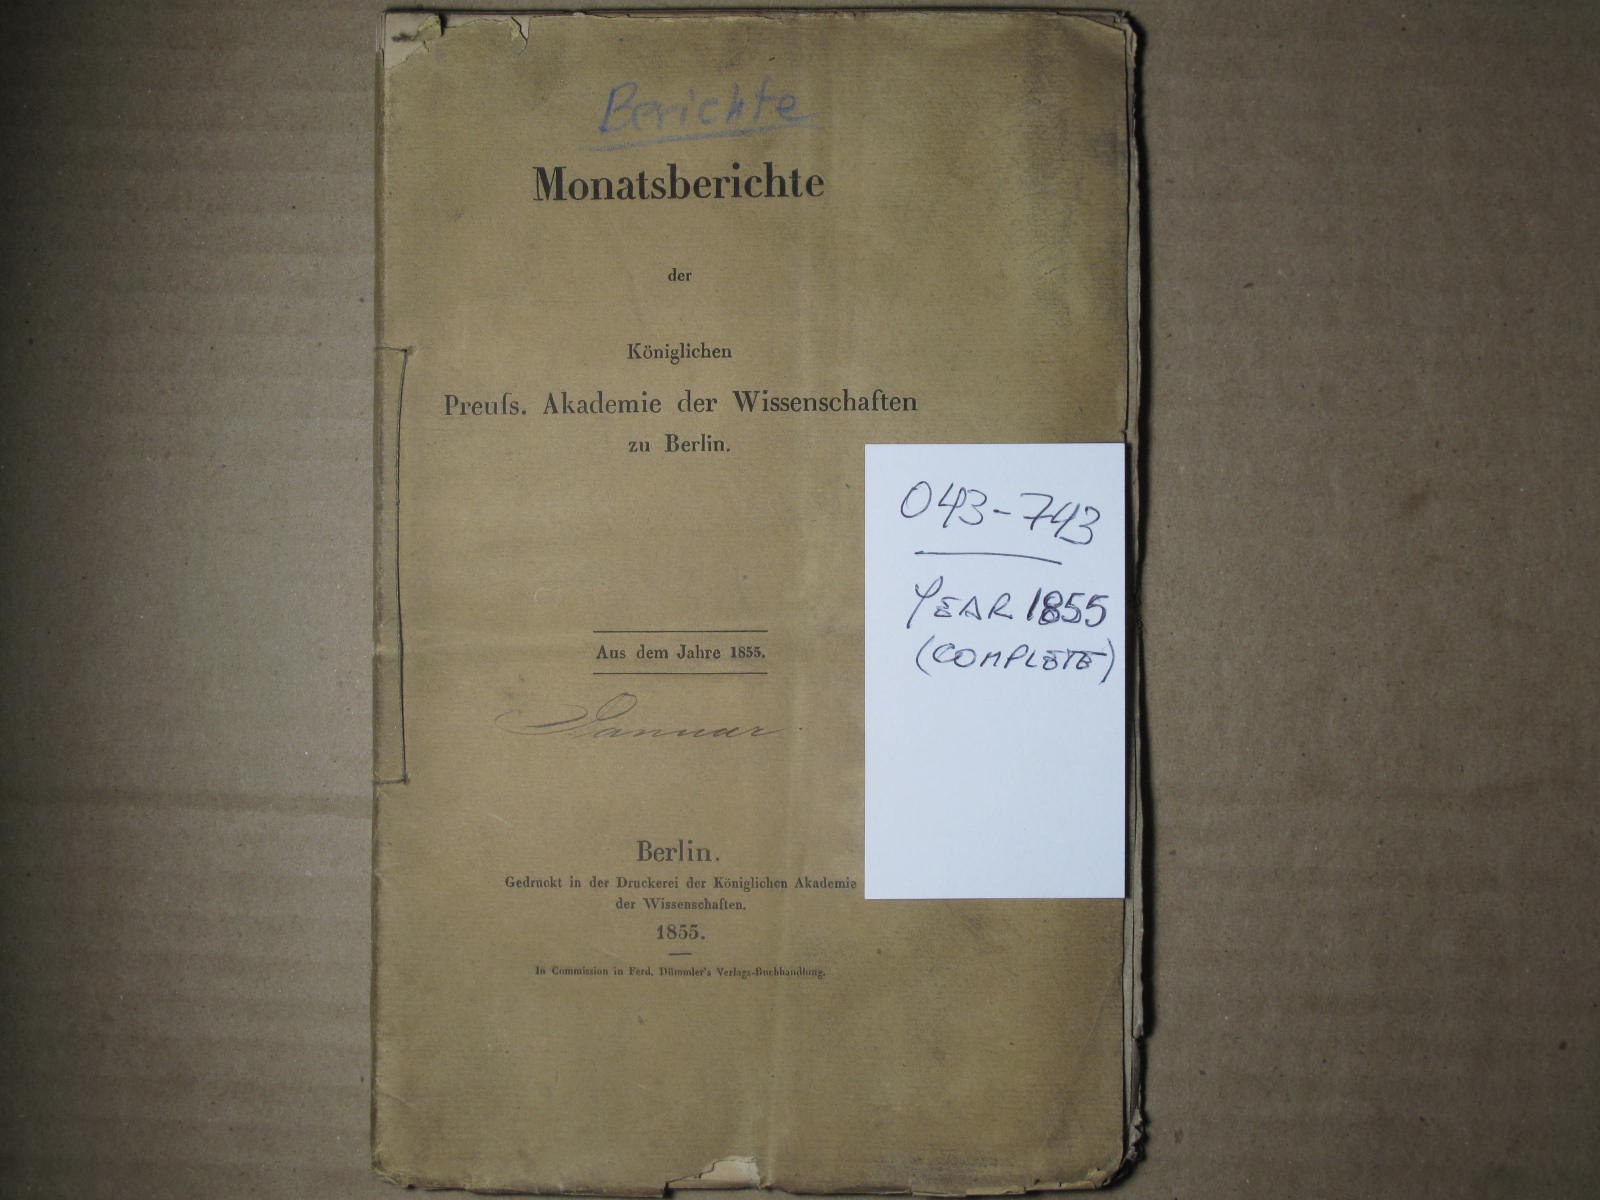 Berichte
Monatsberichte
der
Königlichen
Preuſs. Akademie der Wissenschaften
zu Berlin.
Aus dem Jahre 1855.
Januar
Berlin.
Gedruckt in der Druckerei der Königlichen Akademie
der Wissenschaften.
1855.
In Commission in Ferd. Dümmler's Verlags-Buchhandlung.
043-743
YEAR 1855
(COMPLETE)